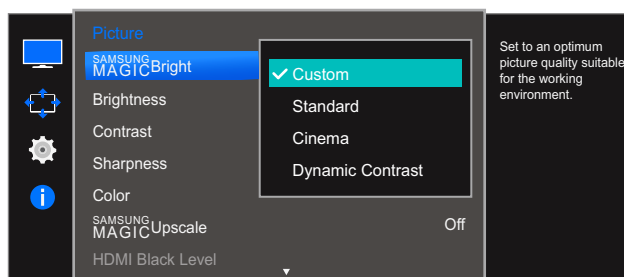 Picture
SAMSUNG
MAGICBright
Brightness
Contrast
Sharpness
Color
SAMSUNG
MAGICUpscale
Off
HDMI Black Level
Custom
Standard
Cinema
Dynamic Contrast
Set to an optimum
picture quality suitable
for the working
environment.